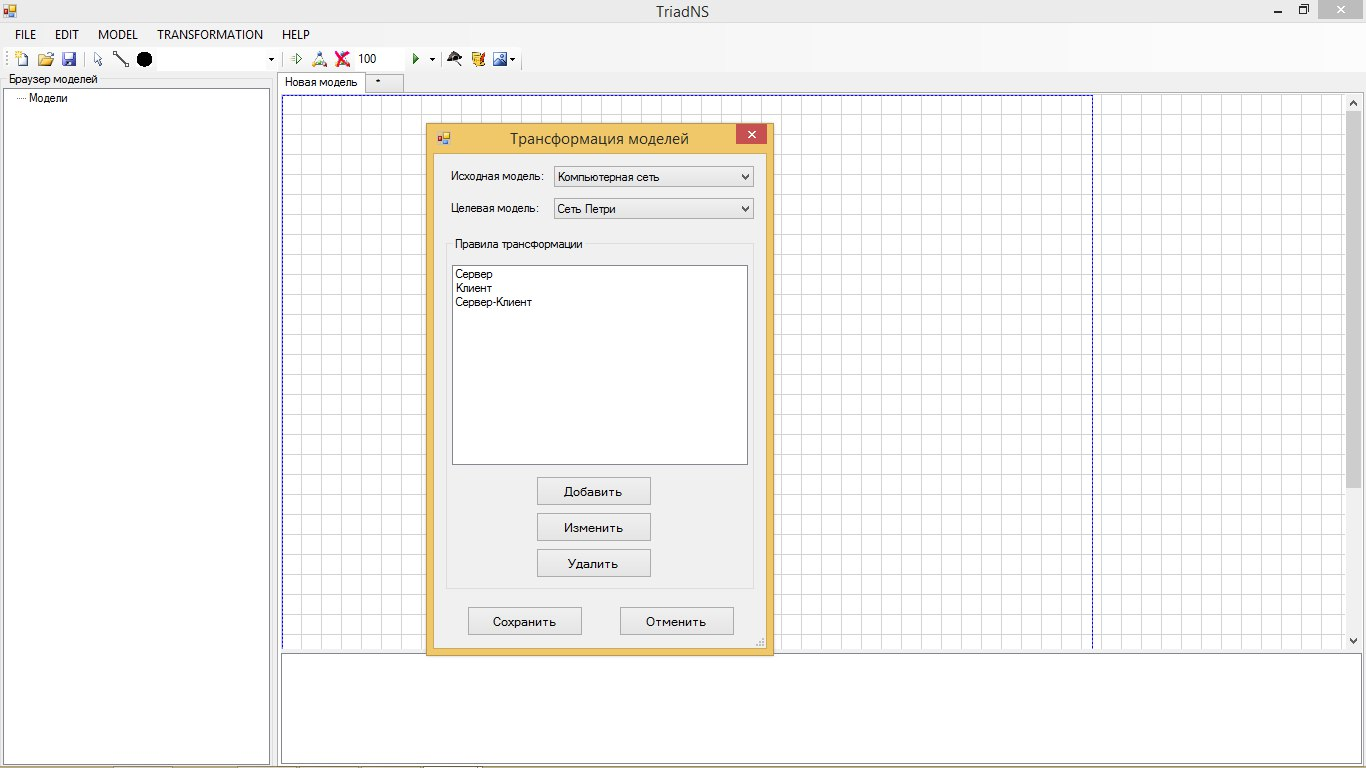 TriadNS
FILE EDIT MODEL TRANSFORMATION HELP
100
Браузер моделей
Модели
Новая модель *
Трансформация моделей
Исходная модель: Компьютерная сеть
Целевая модель: Сеть Петри
Правила трансформации
Сервер
Клиент
Сервер-Клиент
Добавить
Изменить
Удалить
Сохранить Отменить